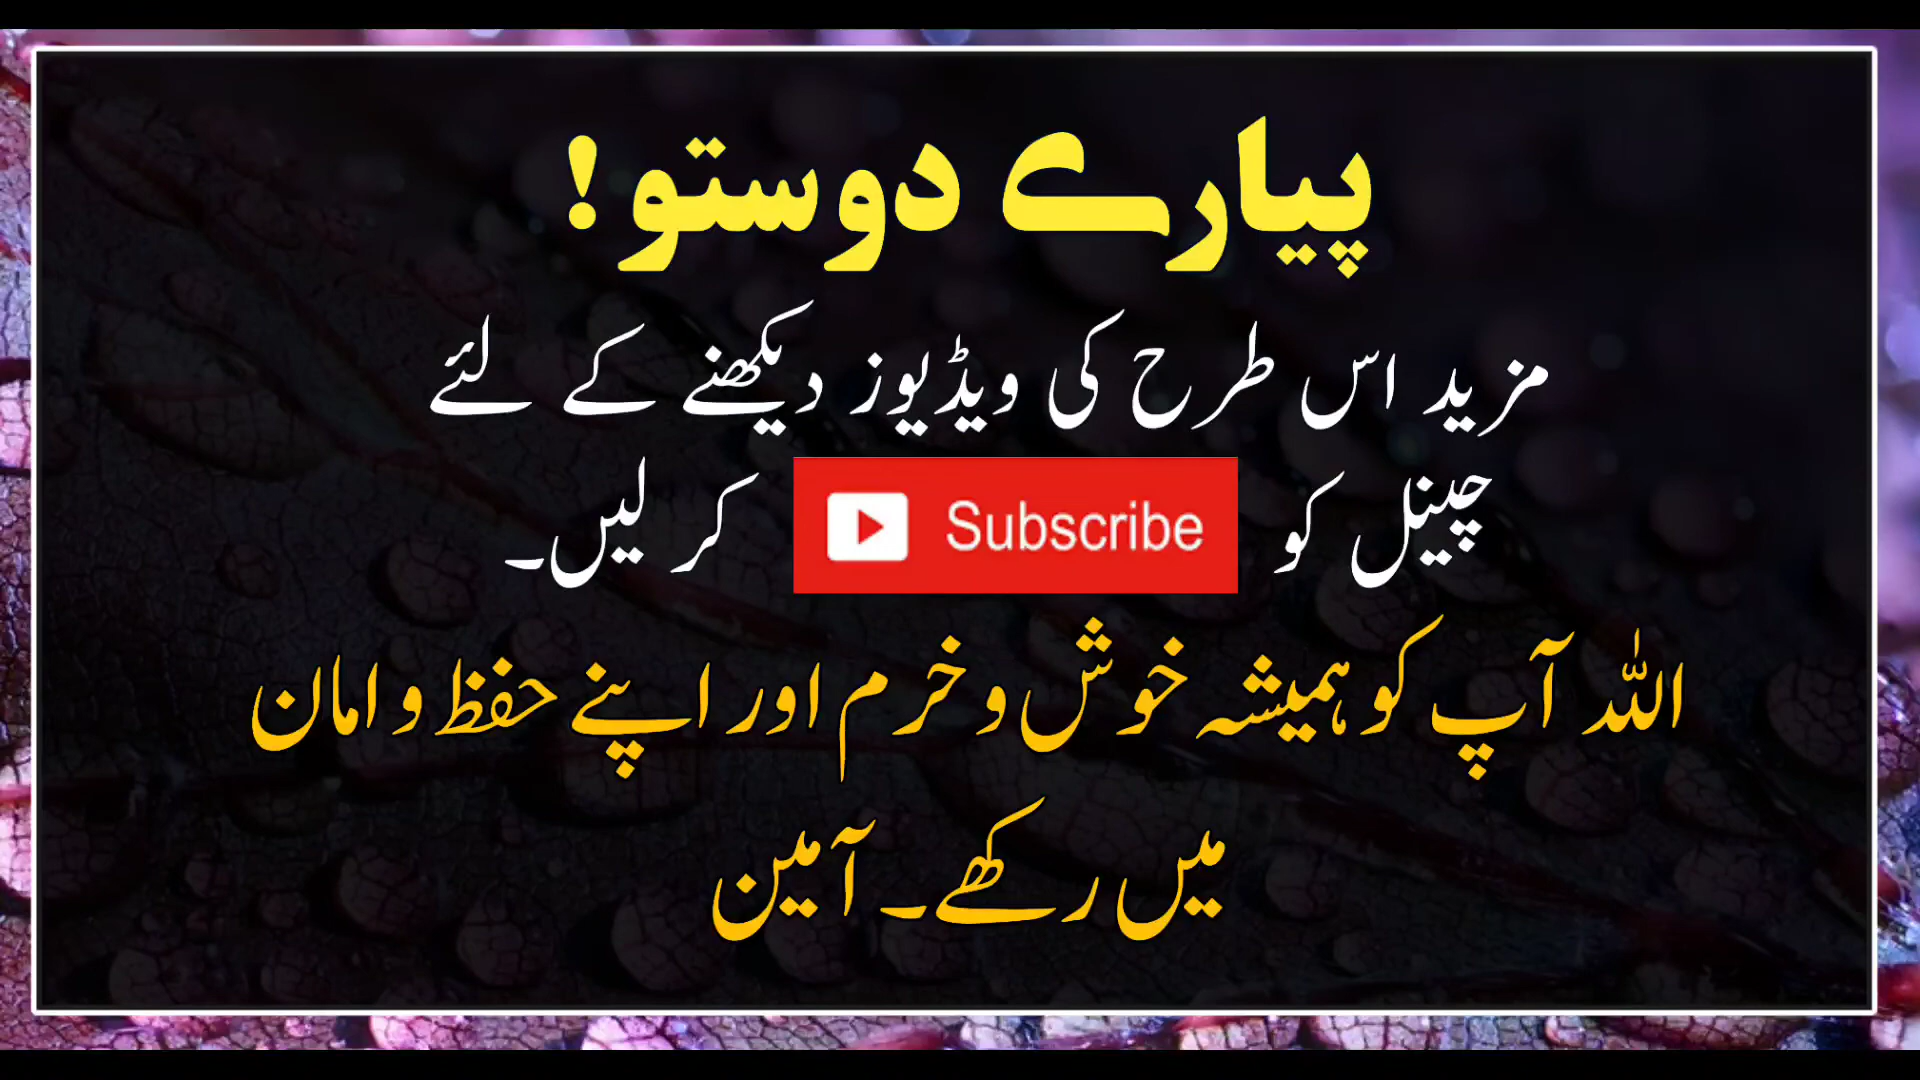 پیارے دوستو!
مزید اس طرح کی ویڈیوز دیکھنے کے لئے
چینل کو Subscribe کر لیں۔
اللہ آپ کو ہمیشہ خوش و خرم اور اپنے حفظ و امان
میں رکھے۔ آمین